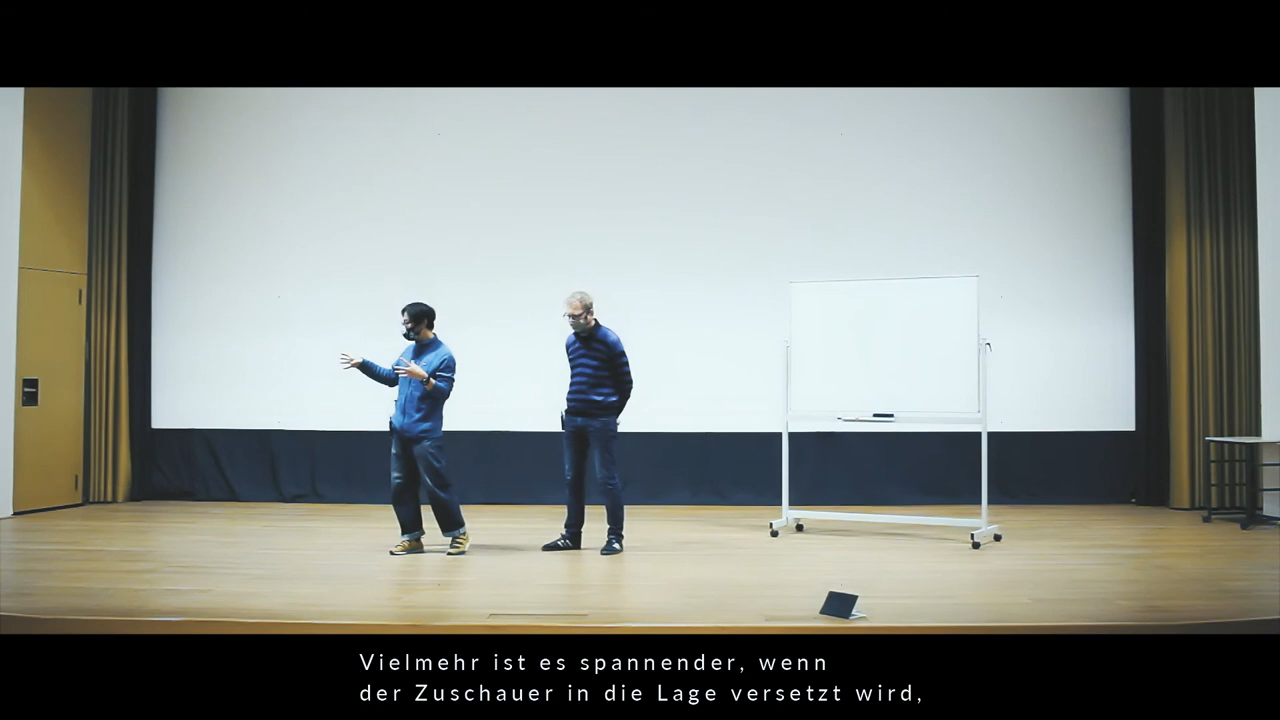 Vielmehr ist es spannender, wenn
der Zuschauer in die Lage versetzt wird,